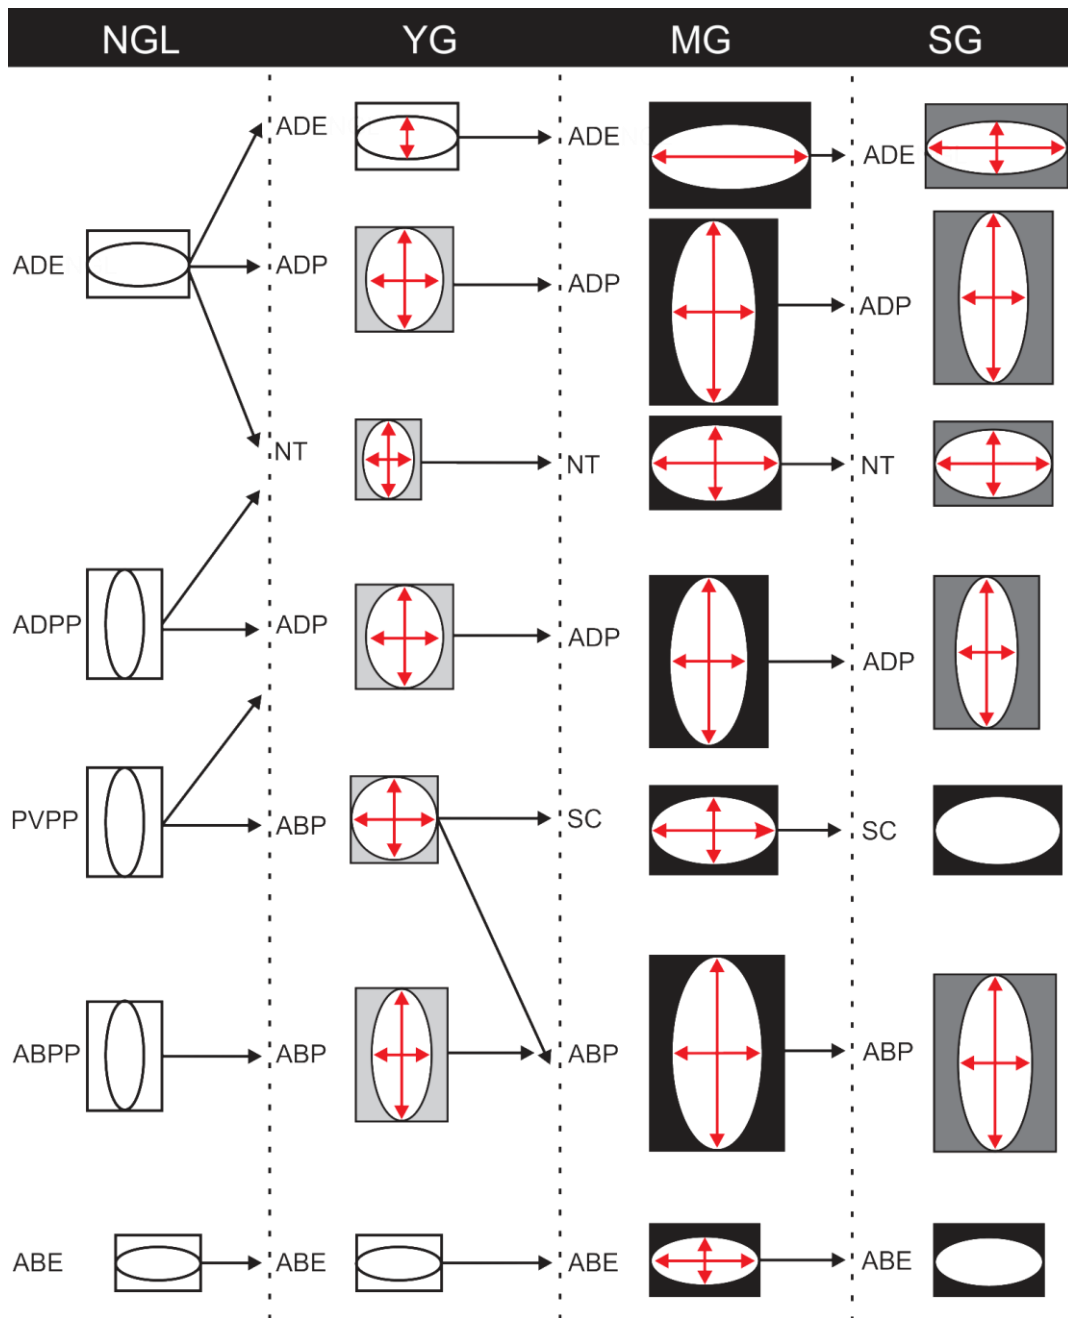 NGL YG MG SG
ADE ADE ADE
ADE ADP ADP ADP
NT NT NT
ADPP ADP ADP ADP
PVPP ABP SC SC
ABPP ABP ABP ABP
ABE ABE ABE ABE